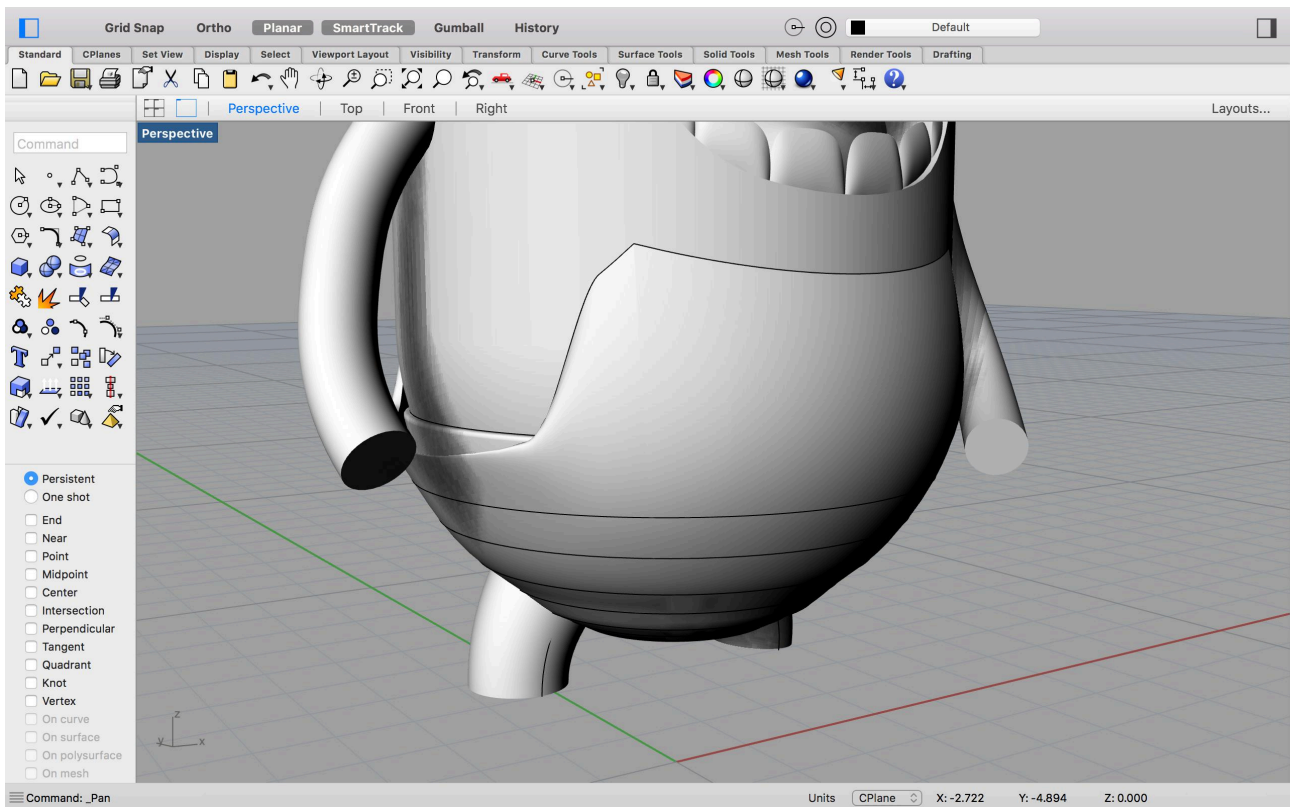 Grid Snap Ortho Planar SmartTrack Gumball History Default
Standard CPlanes Set View Display Select Viewport Layout Visibility Transform Curve Tools Surface Tools Solid Tools Mesh Tools Render Tools Drafting
Perspective Top Front Right Layouts...
Perspective
Command
Persistent
One shot
End
Near
Point
Midpoint
Center
Intersection
Perpendicular
Tangent
Quadrant
Knot
Vertex
On curve
On surface
On polysurface
On mesh
z
y x
Command: _Pan Units CPlane X: -2.722 Y: -4.894 Z: 0.000